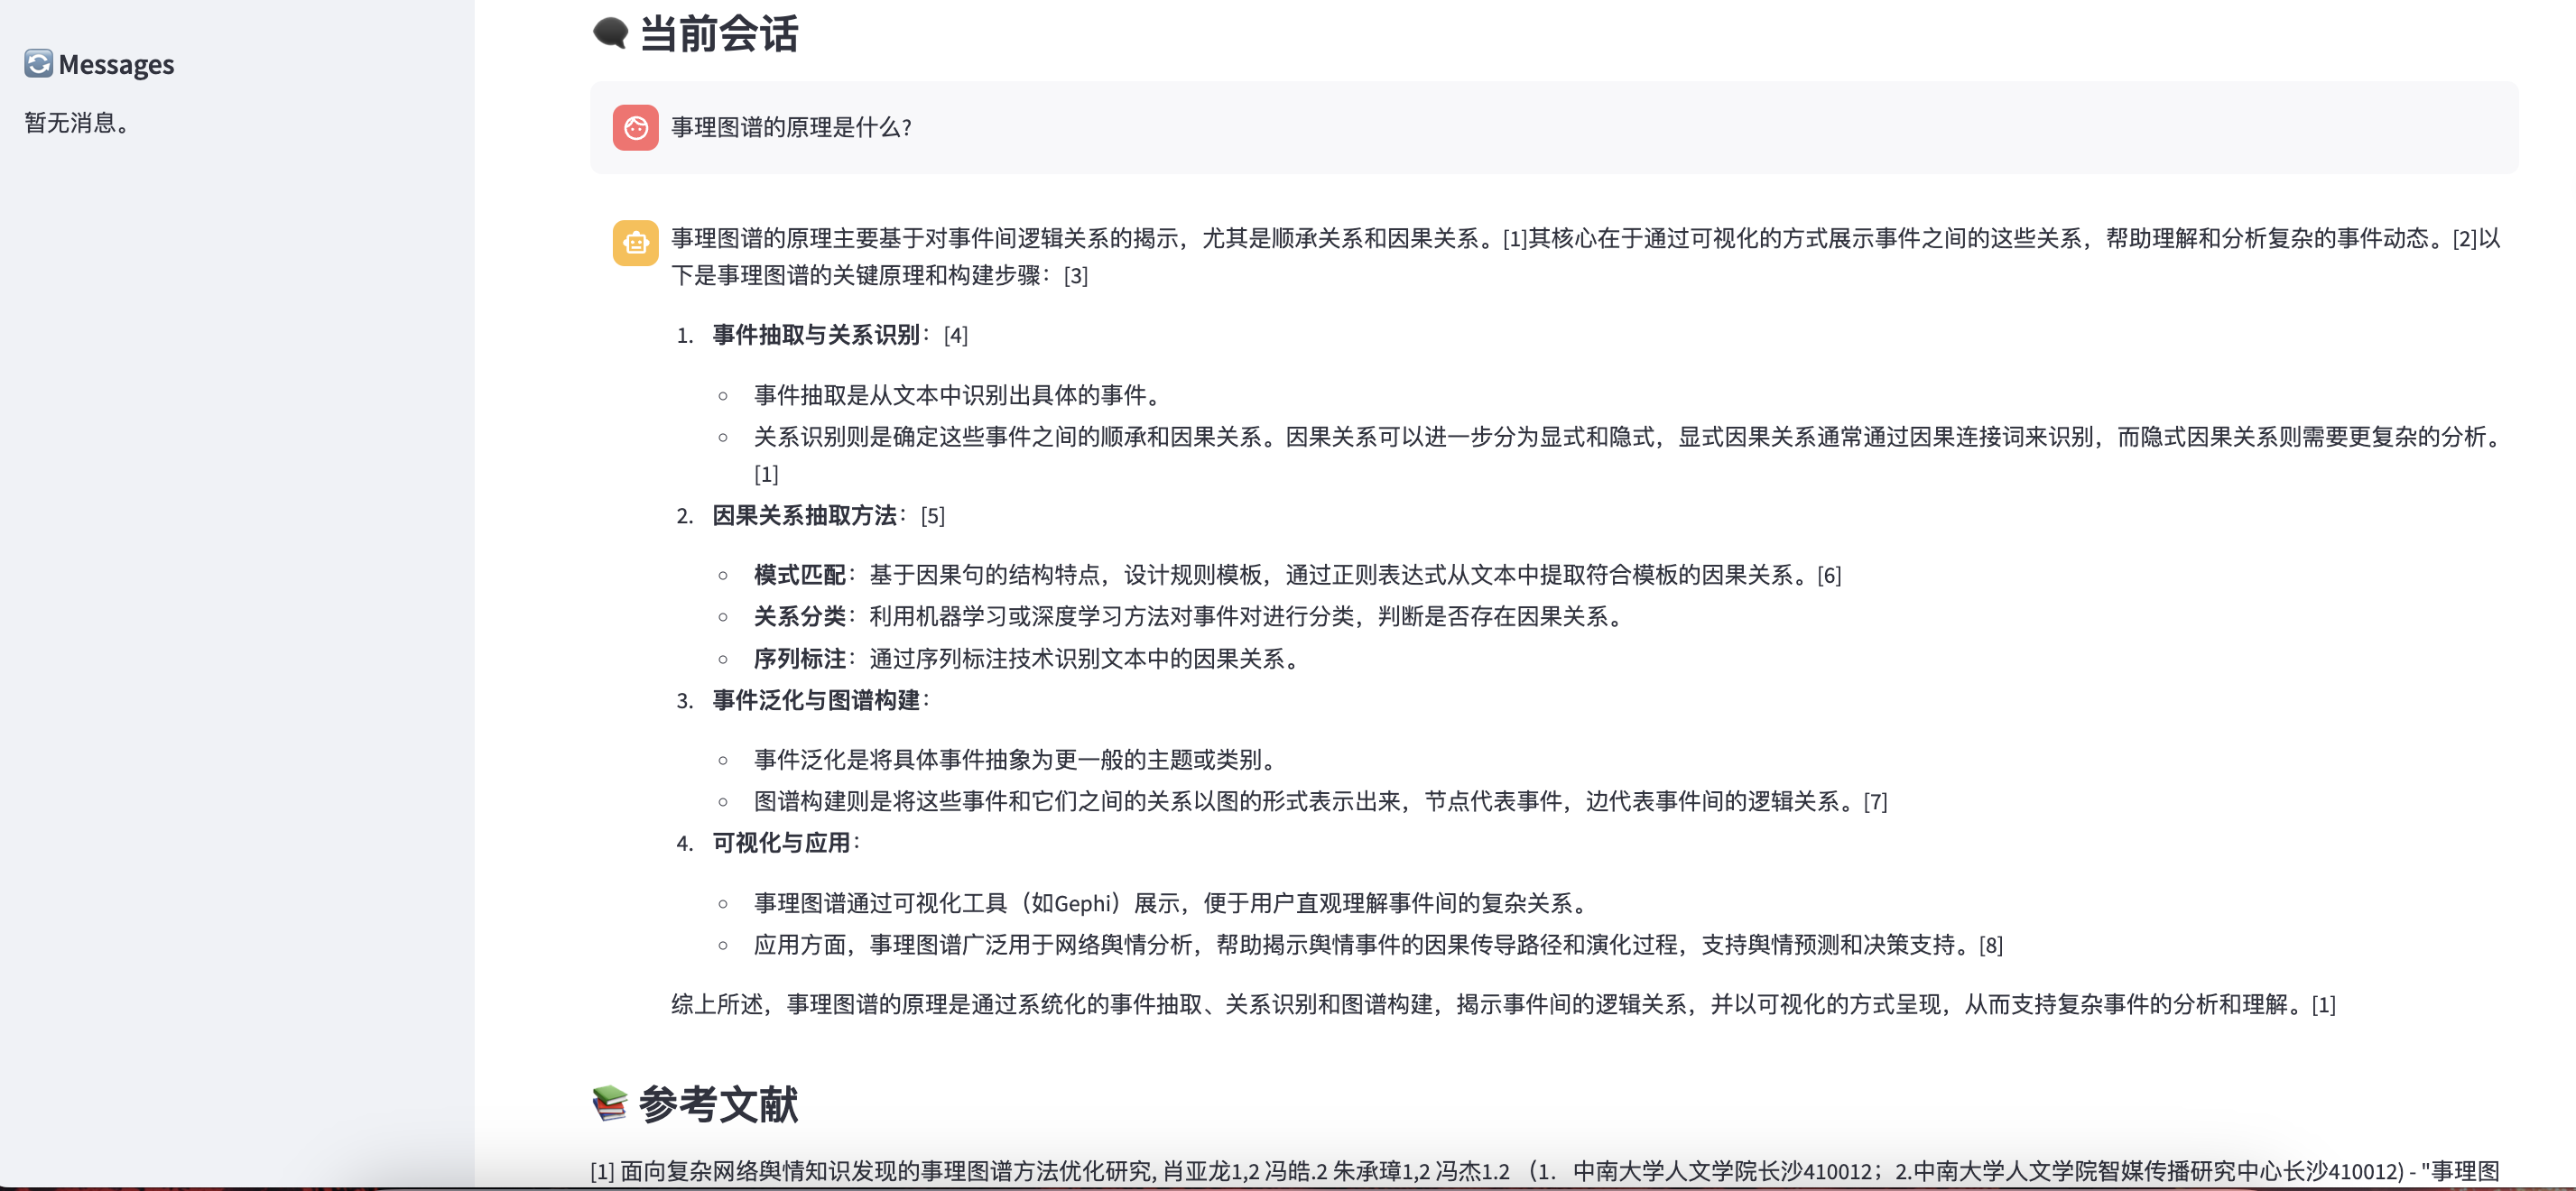 Messages
暂无消息。
当前会话
事理图谱的原理是什么?
事理图谱的原理主要基于对事件间逻辑关系的揭示，尤其是顺承关系和因果关系。[1]其核心在于通过可视化的方式展示事件之间的这些关系，帮助理解和分析复杂的事件动态。[2]以
下是事理图谱的关键原理和构建步骤：[3]
1. 事件抽取与关系识别：[4]
◦ 事件抽取是从文本中识别出具体的事件。
◦ 关系识别则是确定这些事件之间的顺承和因果关系。因果关系可以进一步分为显式和隐式，显式因果关系通常通过因果连接词来识别，而隐式因果关系则需要更复杂的分析。
[1]
2. 因果关系抽取方法：[5]
◦ 模式匹配：基于因果句的结构特点，设计规则模板，通过正则表达式从文本中提取符合模板的因果关系。[6]
◦ 关系分类：利用机器学习或深度学习方法对事件对进行分类，判断是否存在因果关系。
◦ 序列标注：通过序列标注技术识别文本中的因果关系。
3. 事件泛化与图谱构建：
◦ 事件泛化是将具体事件抽象为更一般的主题或类别。
◦ 图谱构建则是将这些事件和它们之间的关系以图的形式表示出来，节点代表事件，边代表事件间的逻辑关系。[7]
4. 可视化与应用：
◦ 事理图谱通过可视化工具（如Gephi）展示，便于用户直观理解事件间的复杂关系。
◦ 应用方面，事理图谱广泛用于网络舆情分析，帮助揭示舆情事件的因果传导路径和演化过程，支持舆情预测和决策支持。[8]
综上所述，事理图谱的原理是通过系统化的事件抽取、关系识别和图谱构建，揭示事件间的逻辑关系，并以可视化的方式呈现，从而支持复杂事件的分析和理解。[1]
参考文献
[1] 面向复杂网络舆情知识发现的事理图谱方法优化研究, 肖亚龙1,2 冯皓.2 朱承璋1,2 冯杰1.2 （1. 中南大学人文学院长沙410012；2.中南大学人文学院智媒传播研究中心长沙410012) - "事理图